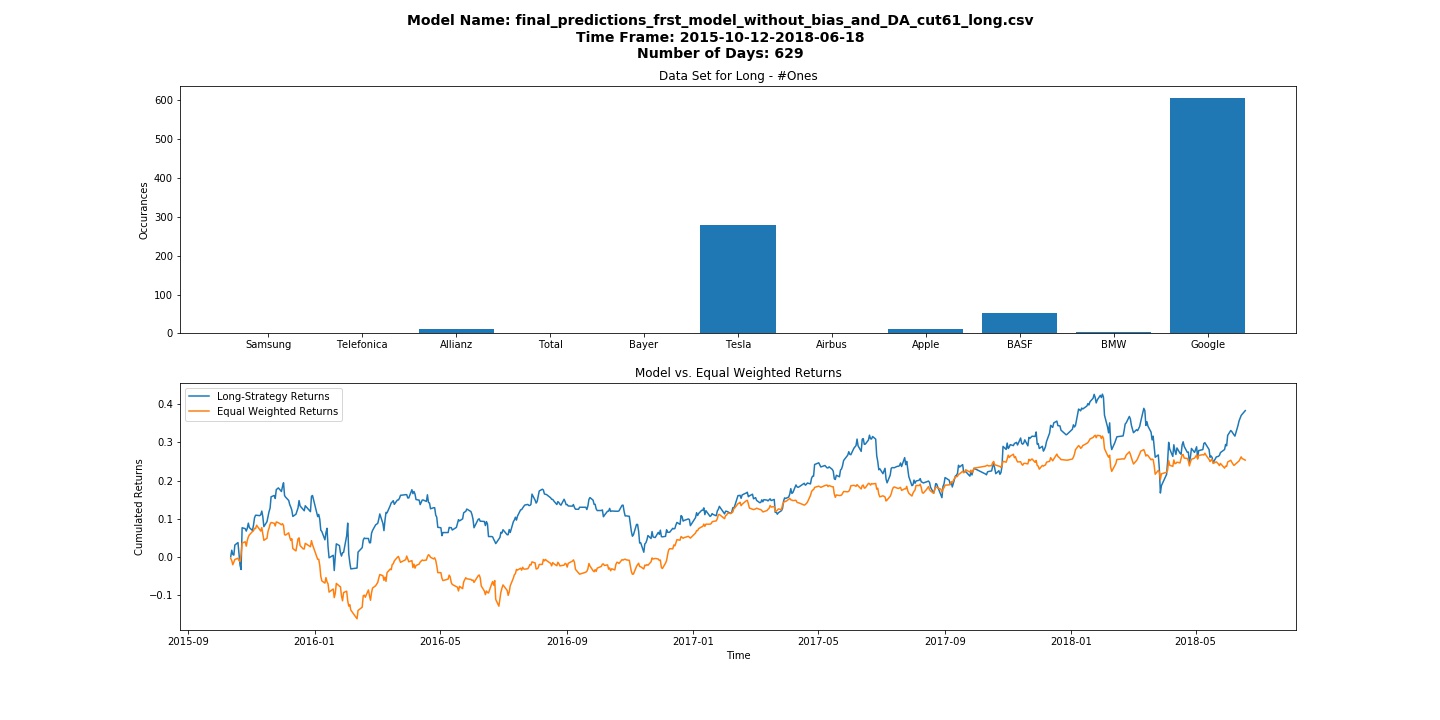 Model Name: final_predictions_frst_model_without_bias_and_DA_cut61_long.csv
Time Frame: 2015-10-12-2018-06-18
Number of Days: 629
Data Set for Long - #Ones
600
500
400
300
200
100
0
Occurances
Samsung Telefonica Allianz Total Bayer Tesla Airbus Apple BASF BMW Google
Model vs. Equal Weighted Returns
Long-Strategy Returns
Equal Weighted Returns
0.4
0.3
0.2
0.1
0.0
−0.1
Cumulated Returns
2015-09 2016-01 2016-05 2016-09 2017-01 2017-05 2017-09 2018-01 2018-05
Time